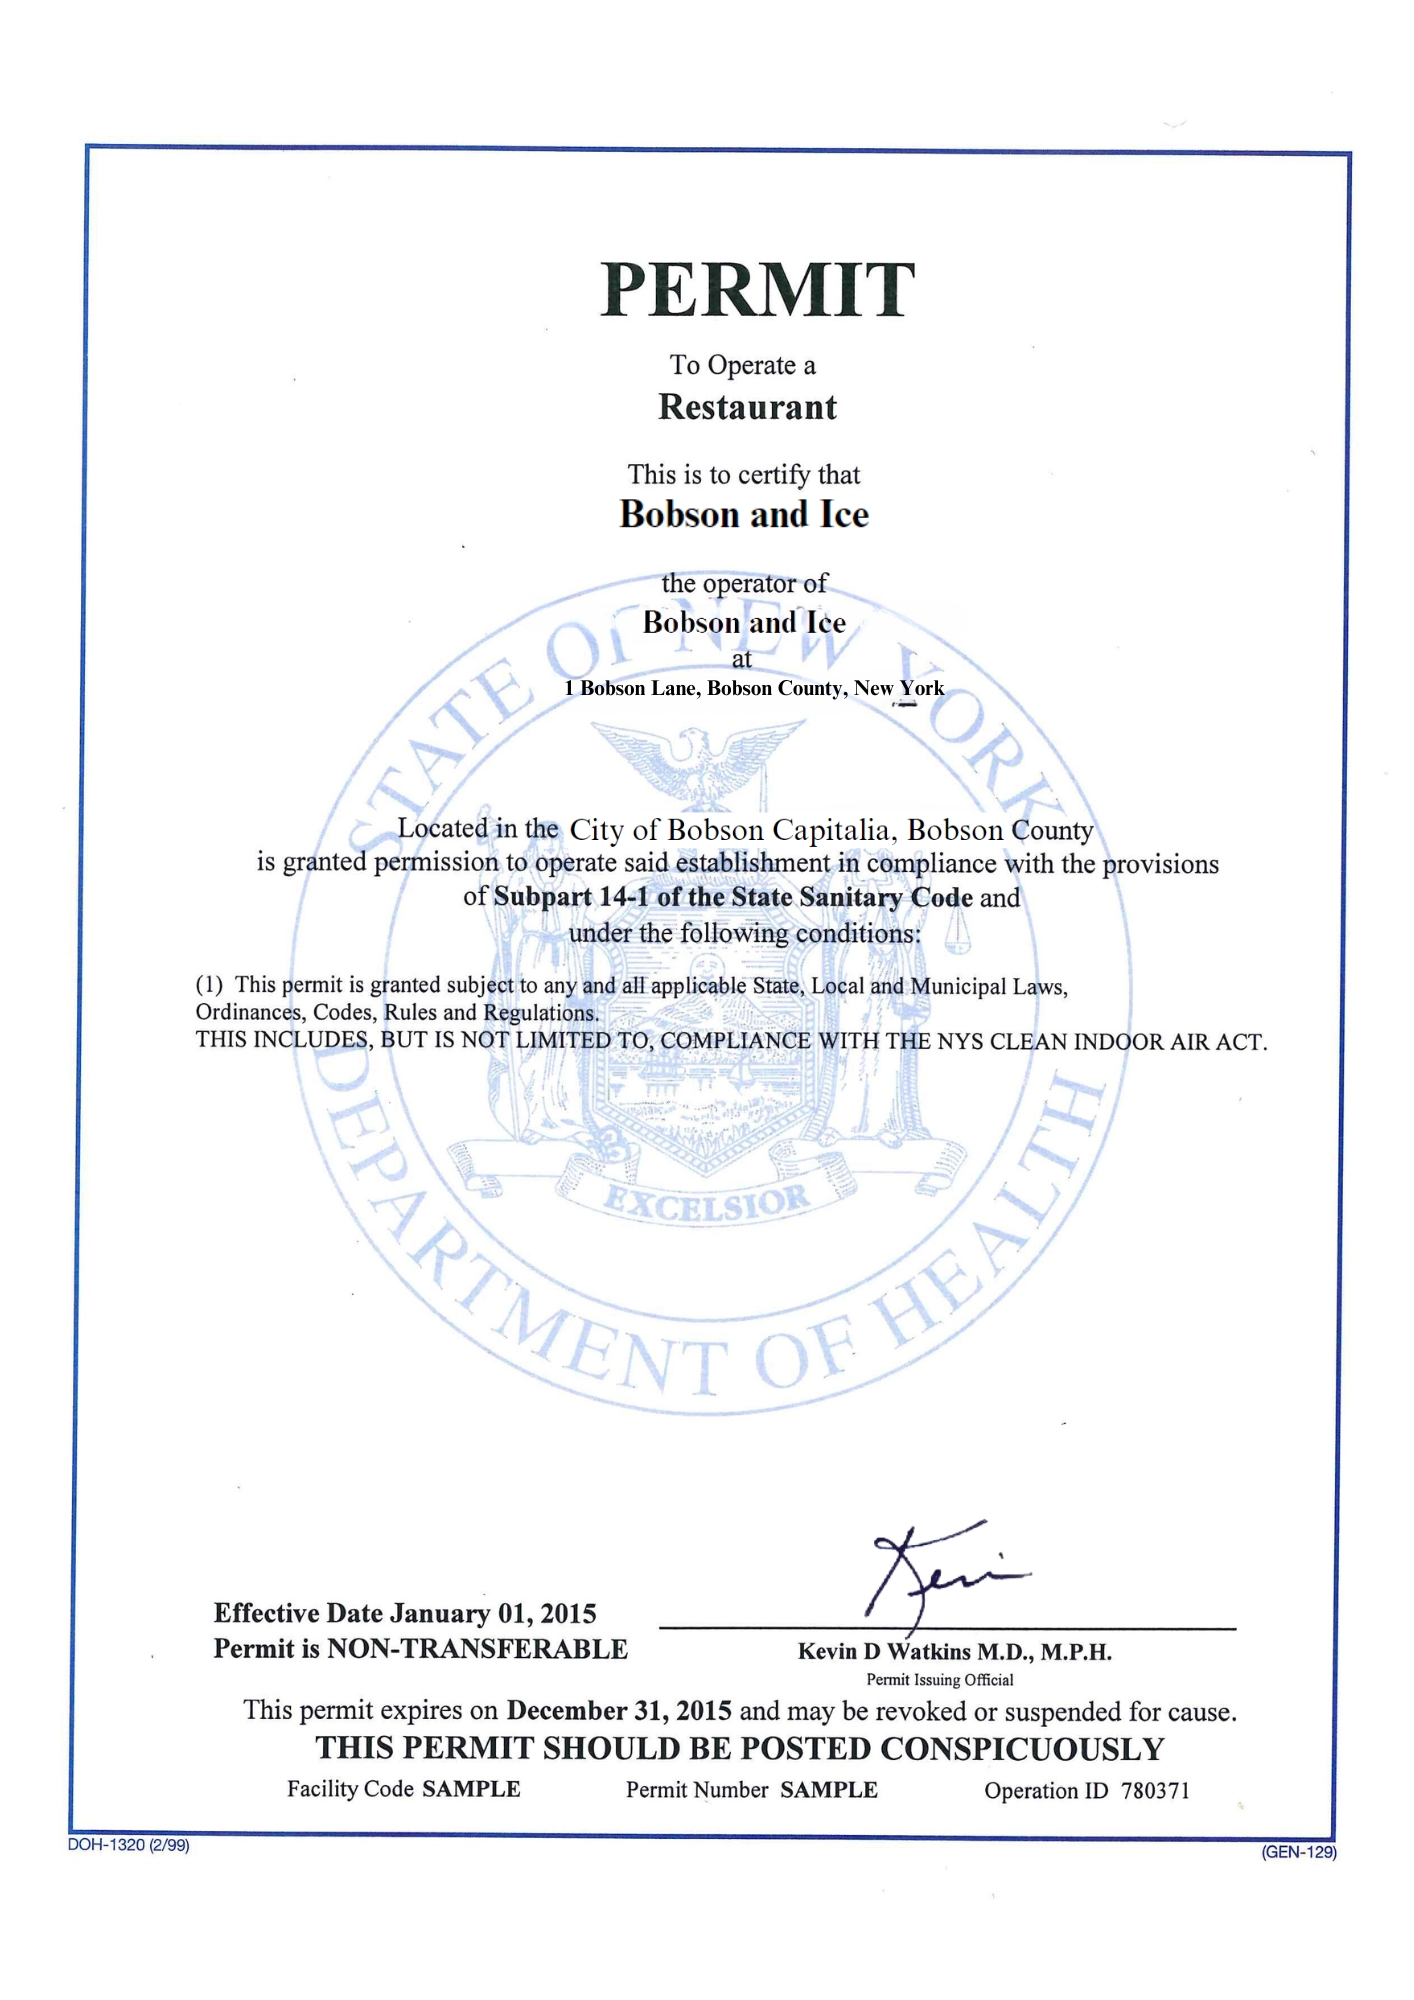 PERMIT
To Operate a
Restaurant
This is to certify that
Bobson and Ice
the operator of
Bobson and Ice
at
1 Bobson Lane, Bobson County, New York
Located in the City of Bobson Capitalia, Bobson County
is granted permission to operate said establishment in compliance with the provisions
of Subpart 14-1 of the State Sanitary Code and
under the following conditions:
(1) This permit is granted subject to any and all applicable State, Local and Municipal Laws,
Ordinances, Codes, Rules and Regulations.
THIS INCLUDES, BUT IS NOT LIMITED TO, COMPLIANCE WITH THE NYS CLEAN INDOOR AIR ACT.
STATE OF NEW YORK
DEPARTMENT OF HEALTH
EXCELSIOR
Effective Date January 01, 2015
Permit is NON-TRANSFERABLE
Kevin D Watkins M.D., M.P.H.
Permit Issuing Official
This permit expires on December 31, 2015 and may be revoked or suspended for cause.
THIS PERMIT SHOULD BE POSTED CONSPICUOUSLY
Facility Code SAMPLE Permit Number SAMPLE Operation ID 780371
DOH-1320 (2/99) (GEN-129)